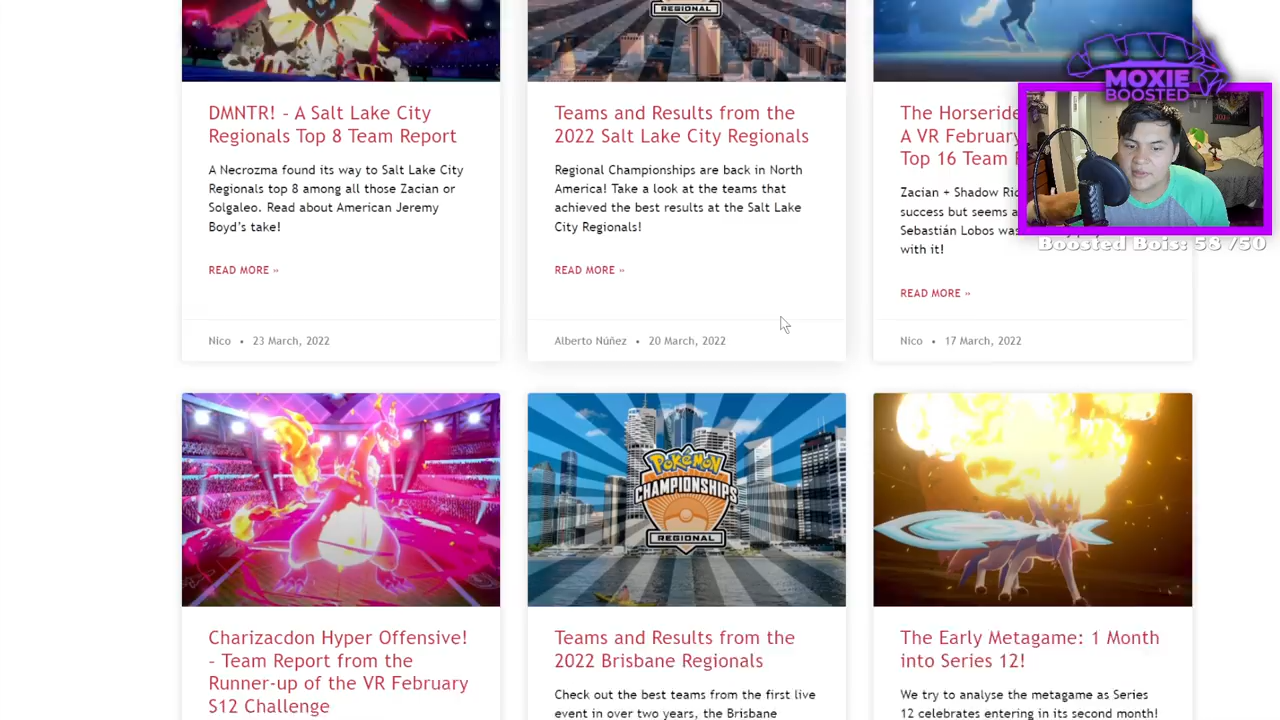 REGIONAL
MOXIE
BOOSTED
DMNTR! – A Salt Lake City
Regionals Top 8 Team Report
A Necrozma found its way to Salt Lake City
Regionals top 8 among all those Zacian or
Solgaleo. Read about American Jeremy
Boyd's take!
READ MORE »
Nico • 23 March, 2022
Teams and Results from the
2022 Salt Lake City Regionals
Regional Championships are back in North
America! Take a look at the teams that
achieved the best results at the Salt Lake
City Regionals!
READ MORE »
Alberto Núñez • 20 March, 2022
The Horseride
A VR February
Top 16 Team
Zacian + Shadow Rid
success but seems a
Sebastián Lobos was
with it!
READ MORE »
Nico • 17 March, 2022
Boosted Bois: 58 /50
Pokémon
CHAMPIONSHIPS
REGIONAL
Charizacdon Hyper Offensive!
– Team Report from the
Runner-up of the VR February
S12 Challenge
Teams and Results from the
2022 Brisbane Regionals
Check out the best teams from the first live
event in over two years, the Brisbane
The Early Metagame: 1 Month
into Series 12!
We try to analyse the metagame as Series
12 celebrates entering in its second month!